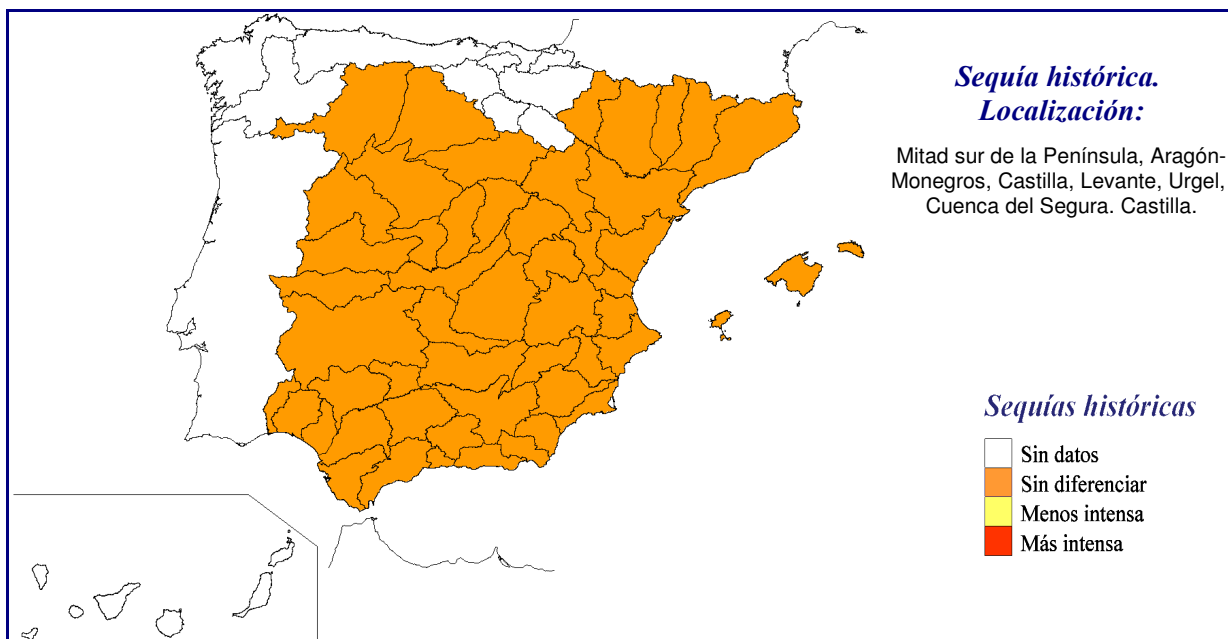 Sequía histórica.
Localización:
Mitad sur de la Península, Aragón-
Monegros, Castilla, Levante, Urgel,
Cuenca del Segura. Castilla.
Sequías históricas
Sin datos
Sin diferenciar
Menos intensa
Más intensa